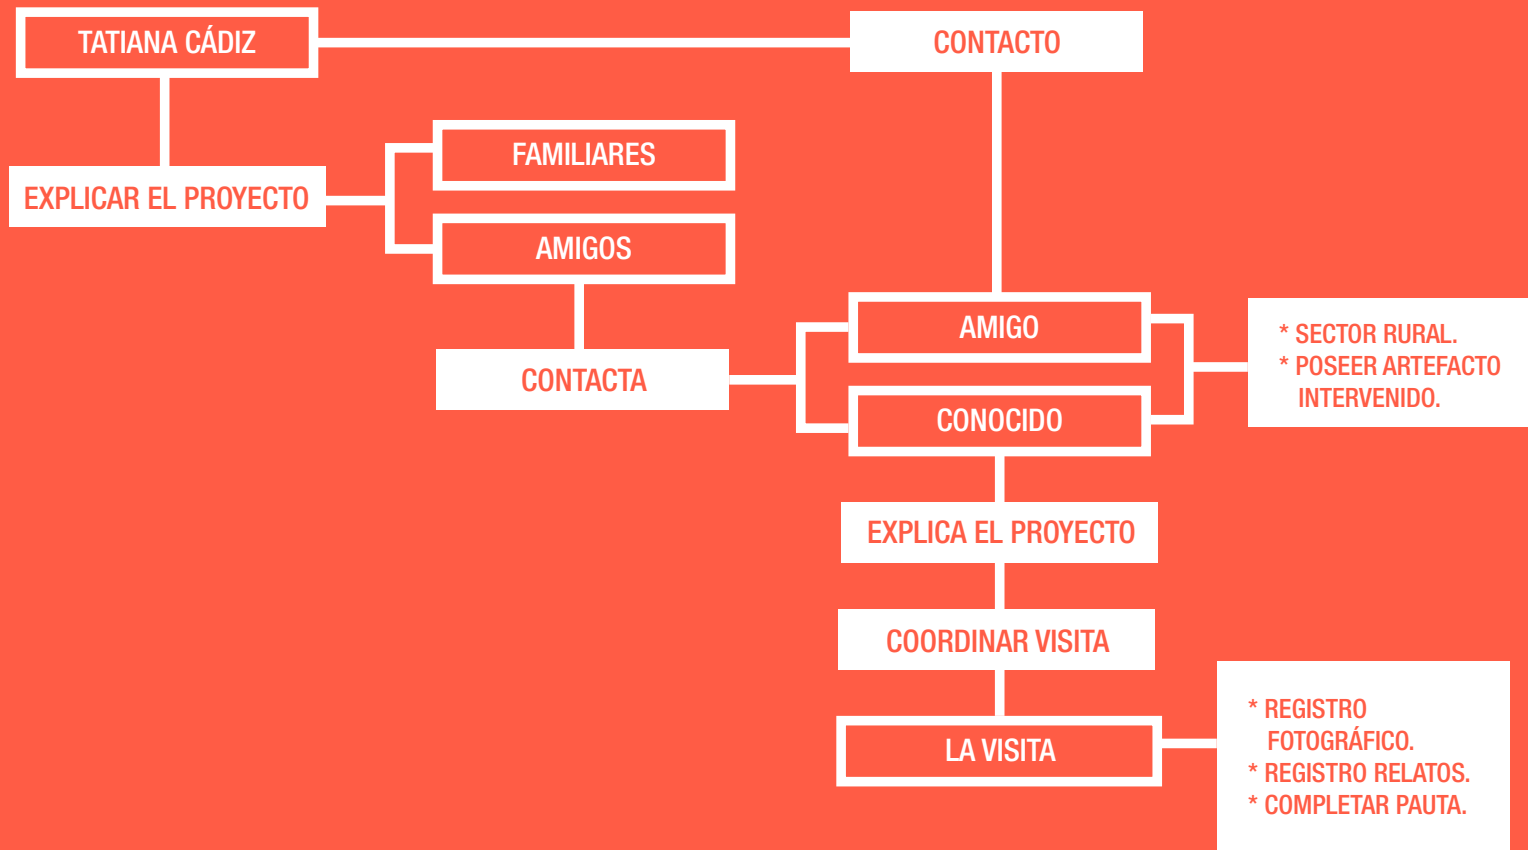 TATIANA CÁDIZ
CONTACTO
EXPLICAR EL PROYECTO
FAMILIARES
AMIGOS
CONTACTA
AMIGO
CONOCIDO
* SECTOR RURAL.
* POSEER ARTEFACTO
INTERVENIDO.
EXPLICA EL PROYECTO
COORDINAR VISITA
LA VISITA
* REGISTRO
FOTOGRÁFICO.
* REGISTRO RELATOS.
* COMPLETAR PAUTA.